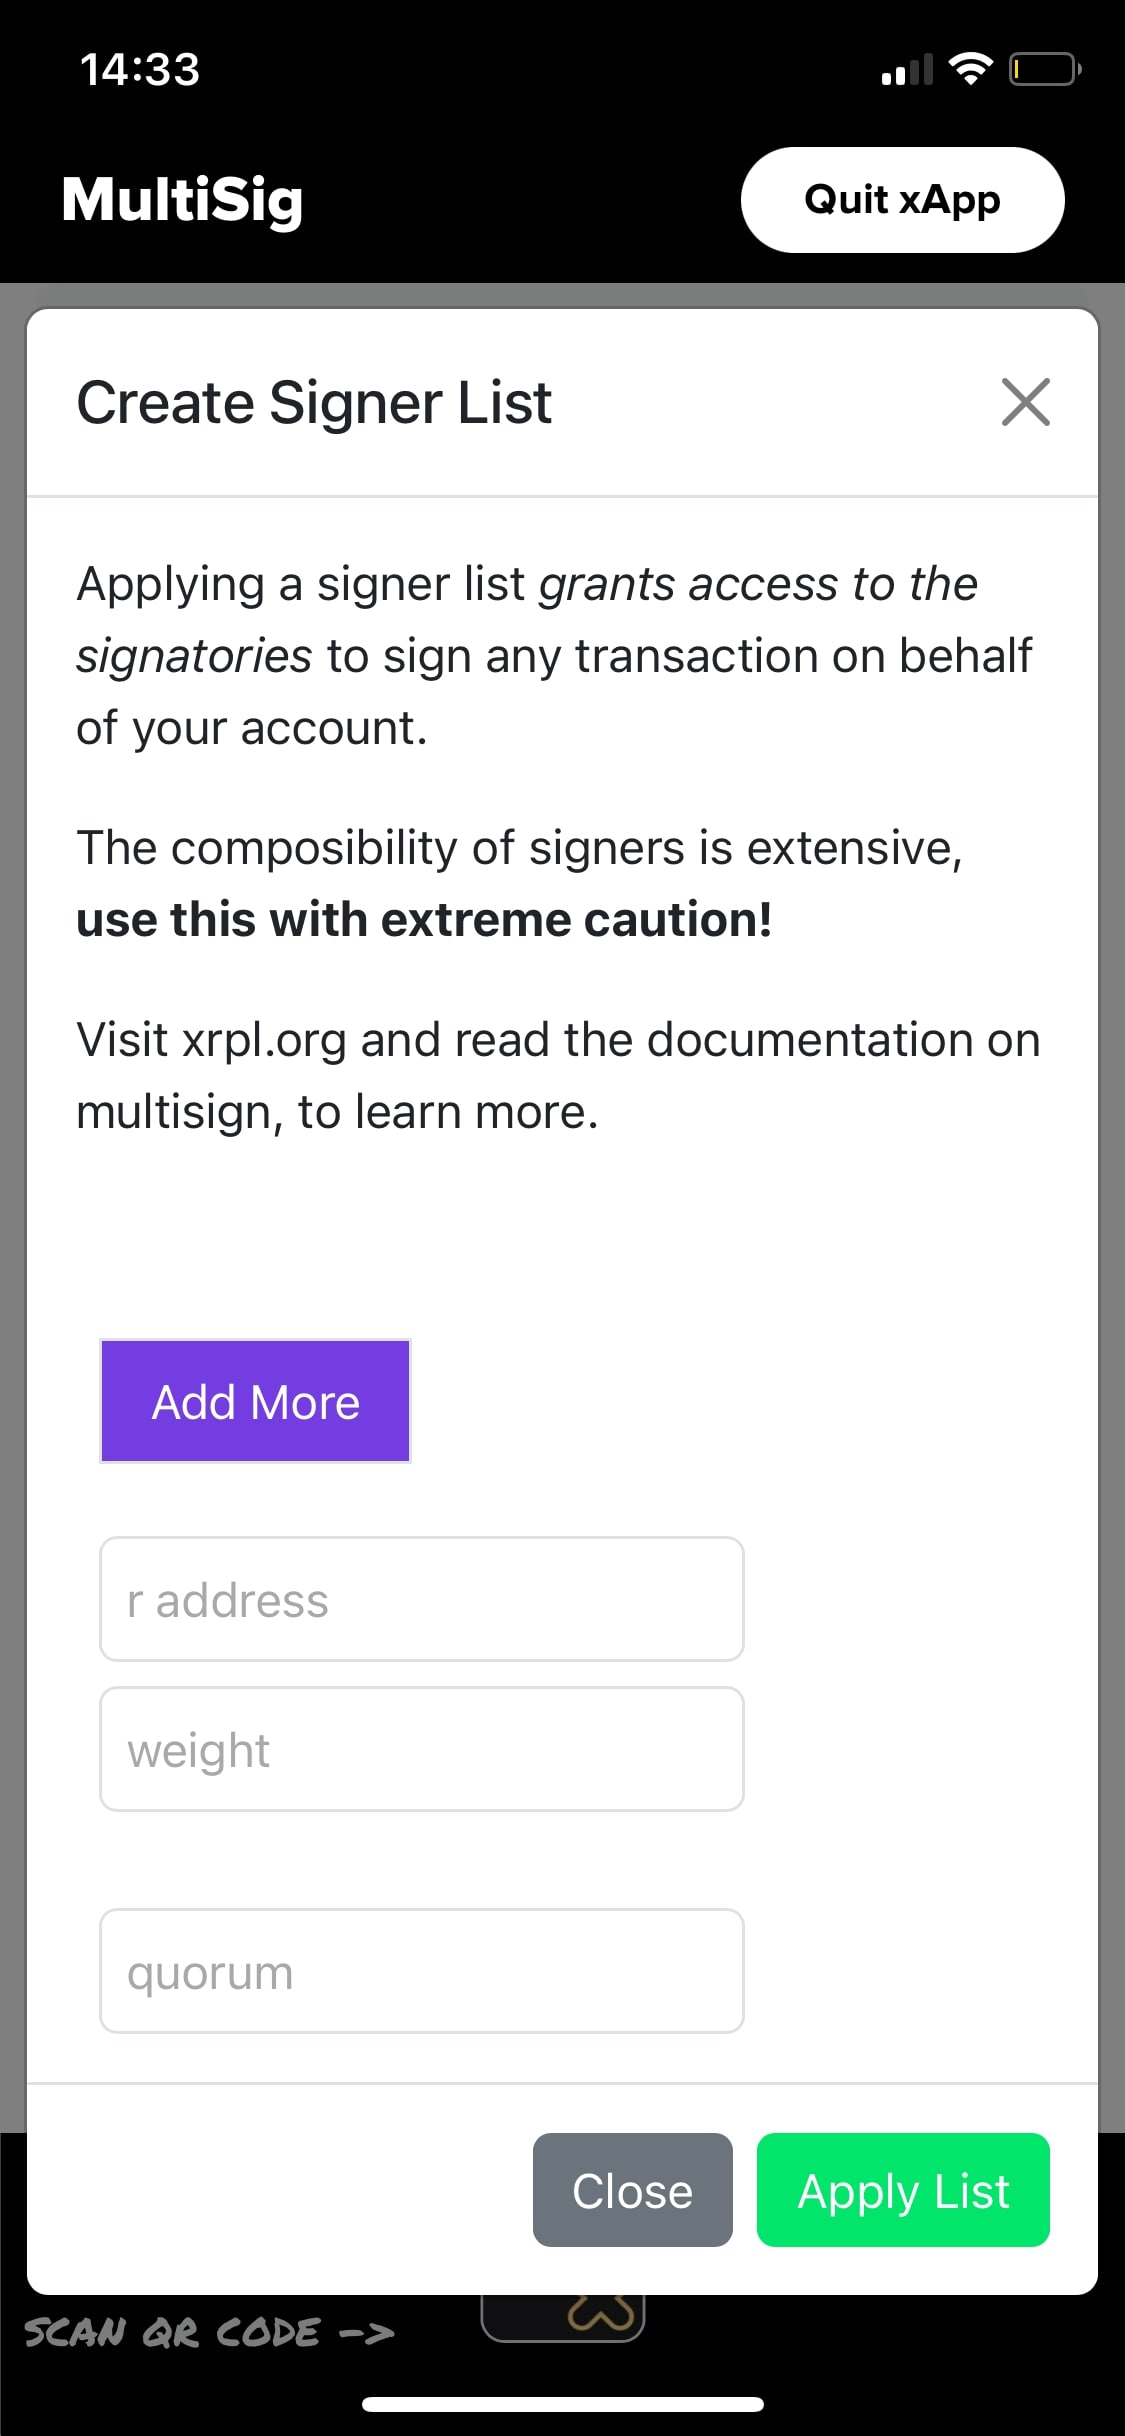 14:33
MultiSig
Quit xApp
Create Signer List
Applying a signer list grants access to the
signatories to sign any transaction on behalf
of your account.
The composibility of signers is extensive,
use this with extreme caution!
Visit xrpl.org and read the documentation on
multisign, to learn more.
Add More
r address
weight
quorum
Close
Apply List
SCAN QR CODE ->